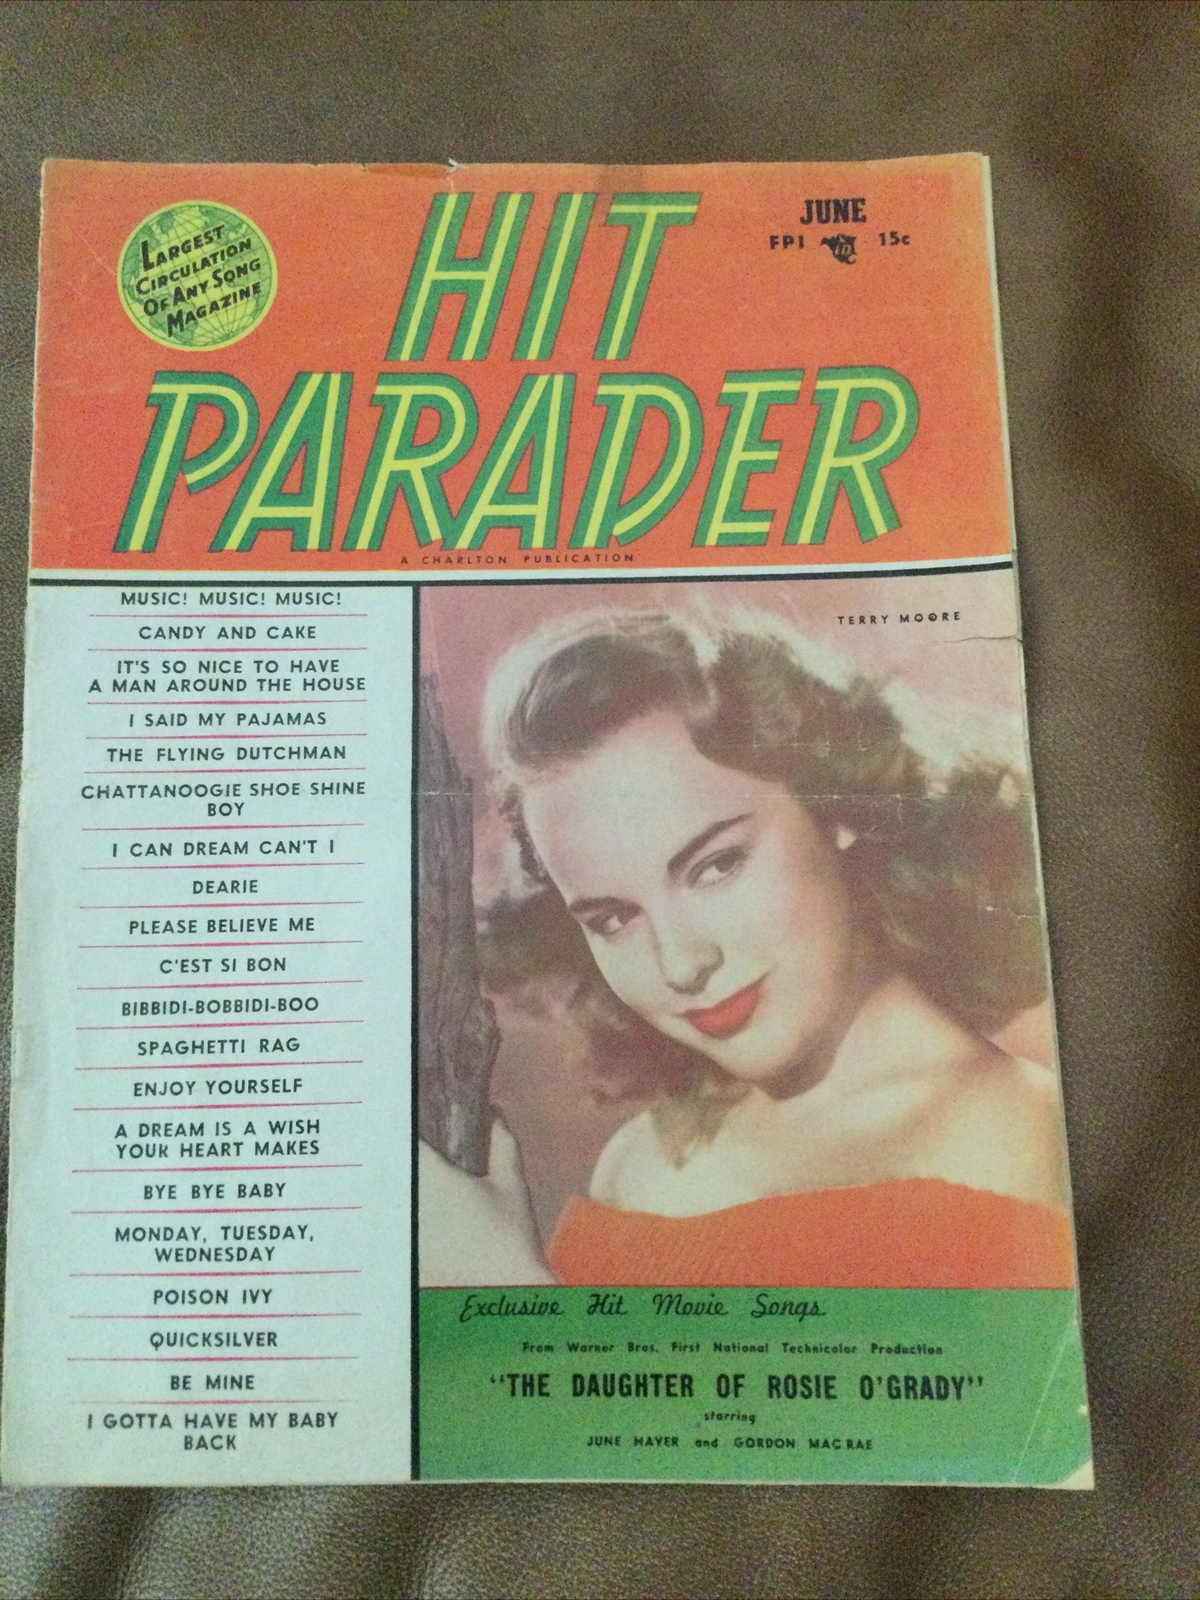 LARGEST
CIRCULATION
OF ANY SONG
MAGAZINE
HIT
PARADER
JUNE
FPI 15c
A CHARLTON PUBLICATION
MUSIC! MUSIC! MUSIC!
CANDY AND CAKE
IT'S SO NICE TO HAVE
A MAN AROUND THE HOUSE
I SAID MY PAJAMAS
THE FLYING DUTCHMAN
CHATTANOOGIE SHOE SHINE
BOY
I CAN DREAM CAN'T I
DEARIE
PLEASE BELIEVE ME
C'EST SI BON
BIBBIDI-BOBBIDI-BOO
SPAGHETTI RAG
ENJOY YOURSELF
A DREAM IS A WISH
YOUR HEART MAKES
BYE BYE BABY
MONDAY, TUESDAY,
WEDNESDAY
POISON IVY
QUICKSILVER
BE MINE
I GOTTA HAVE MY BABY
BACK
TERRY MOORE
Exclusive Hit Movie Songs
From Warner Bros. First National Technicolor Production
"THE DAUGHTER OF ROSIE O'GRADY"
starring
JUNE HAVER and GORDON MAC RAE